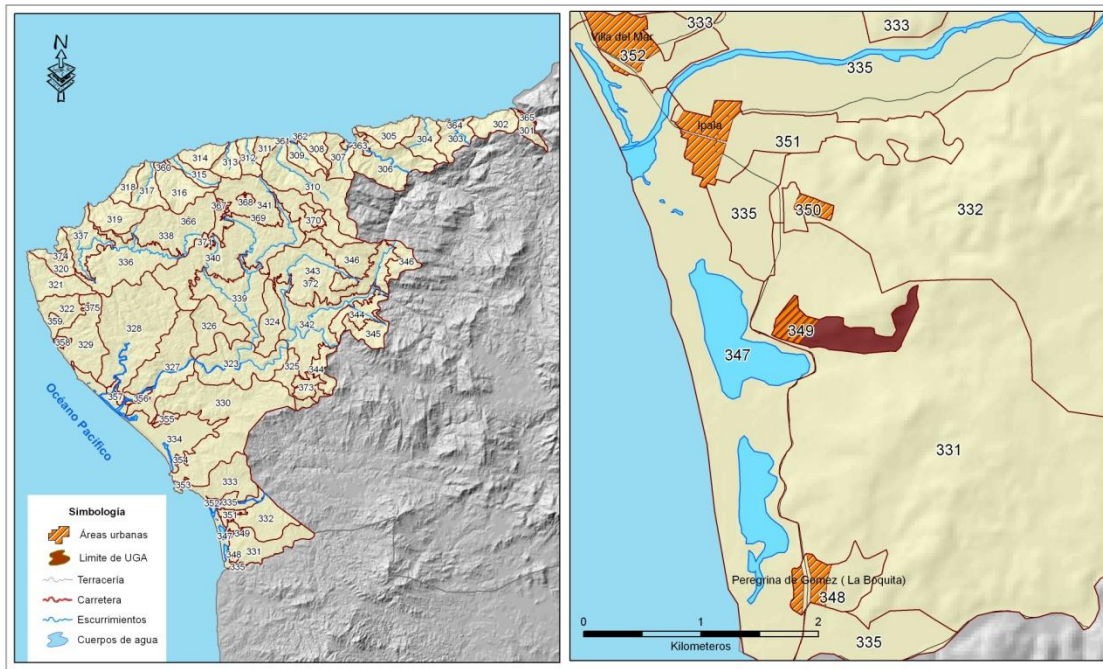 N
364 302 365
305 304 303 301
362
361 308 363
311 309 307 306
314 313 312
360 315 310
318 317 316
367 368 341
319 366 369 370
337 338 371
374 336 340 343 346 346
320 372
321 339
322 375 324 342 344
359 328 326 345
358 329 323 325
327 344
357 356 373
330
355
334
Océano Pacífico
354
353 333
352 335
351 332
347 349
348 331
335
Simbología
Áreas urbanas
Limite de UGA
Terracería
Carretera
Escurrimientos
Cuerpos de agua
333 333
Villa del Mar
352
335
Ipala
351
335 350 332
349
347
331
Peregrina de Gomez ( La Boquita)
348
335
0 1 2
Kilometeros